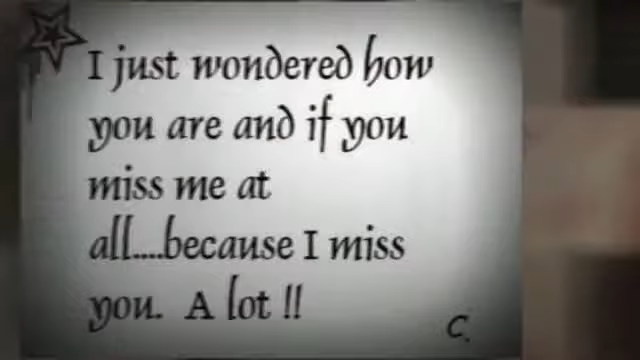 I just wondered how
you are and if you
miss me at
all....because I miss
you. A lot !!
C.